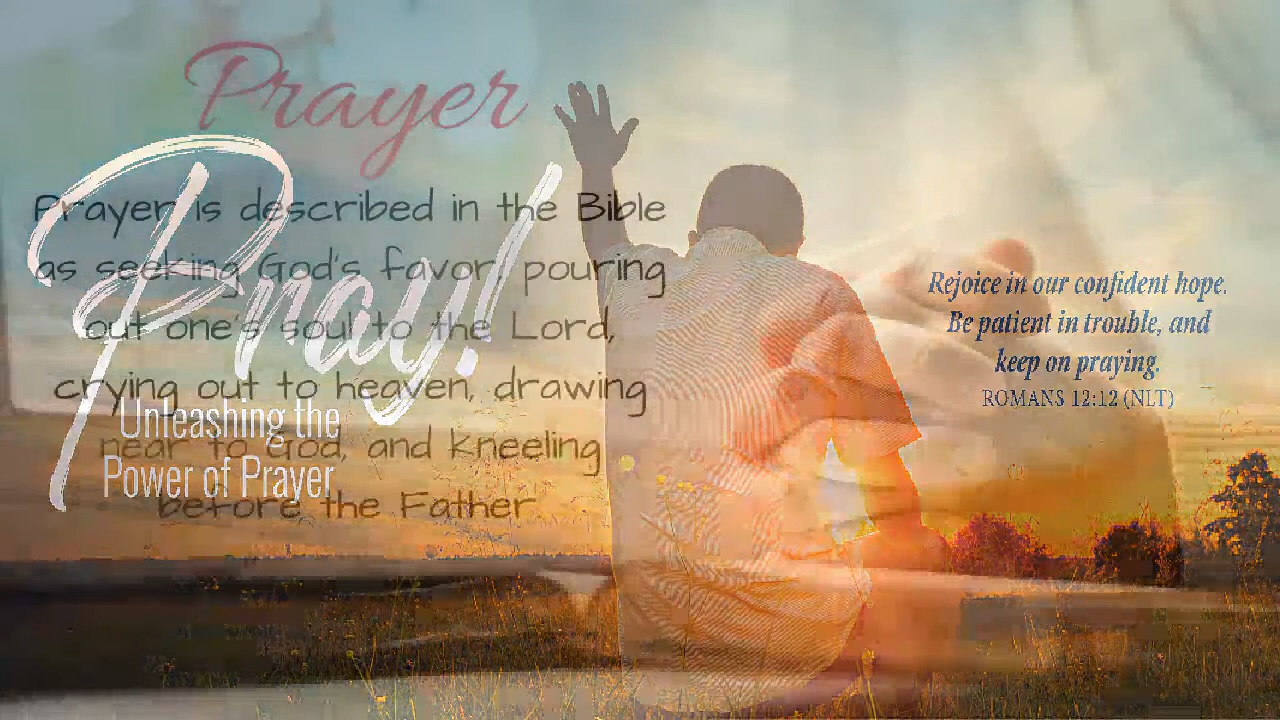 Prayer
Pray!
Unleashing the
Power of Prayer
Prayer is described in the Bible
as seeking God's favor, pouring
out one's soul to the Lord,
crying out to heaven, drawing
near to God, and kneeling
before the Father
Rejoice in our confident hope.
Be patient in trouble, and
keep on praying.
ROMANS 12:12 (NLT)